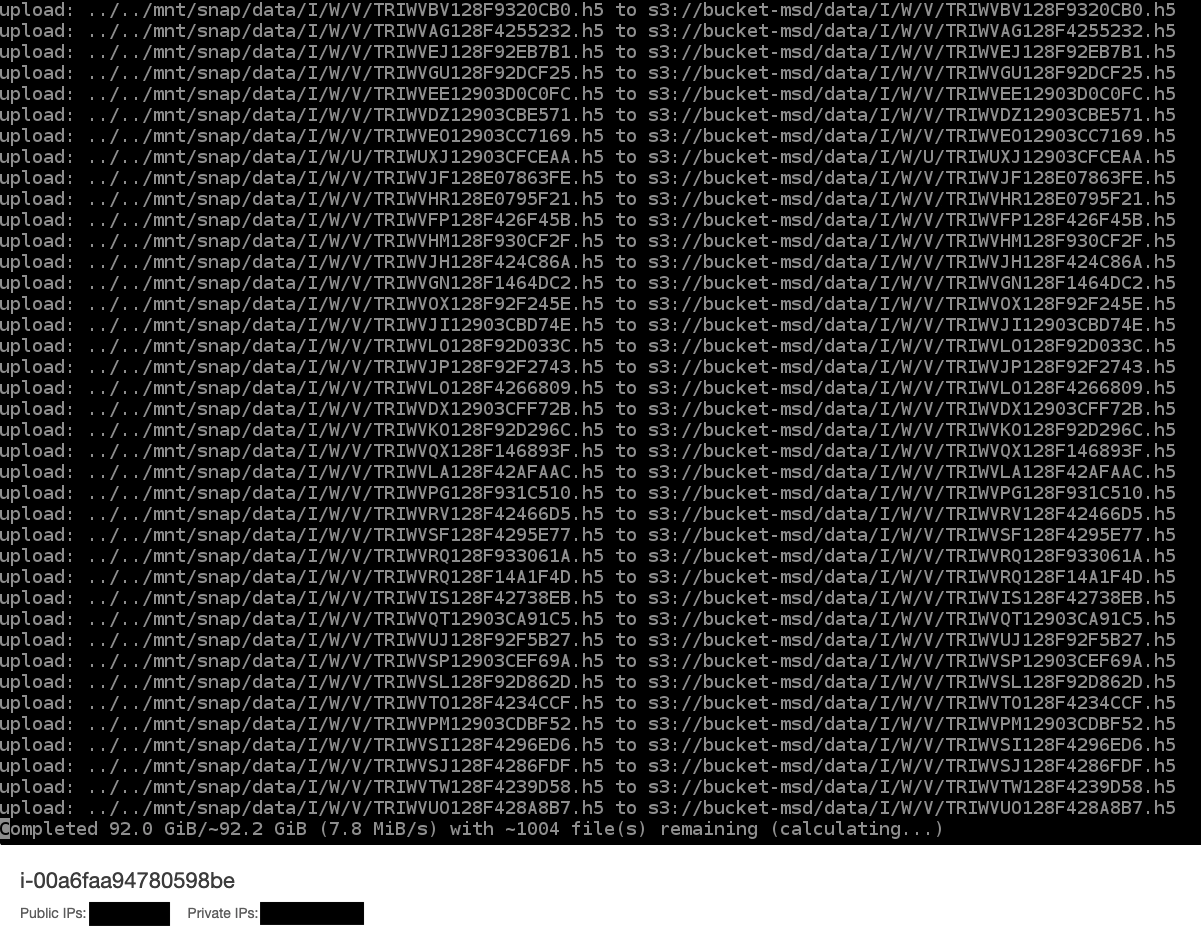 upload: ../../mnt/snap/data/I/W/V/TRIWVBV128F9320CB0.h5 to s3://bucket-msd/data/I/W/V/TRIWVBV128F9320CB0.h5
upload: ../../mnt/snap/data/I/W/V/TRIWVAG128F4255232.h5 to s3://bucket-msd/data/I/W/V/TRIWVAG128F4255232.h5
upload: ../../mnt/snap/data/I/W/V/TRIWVEJ128F92EB7B1.h5 to s3://bucket-msd/data/I/W/V/TRIWVEJ128F92EB7B1.h5
upload: ../../mnt/snap/data/I/W/V/TRIWVGU128F92DCF25.h5 to s3://bucket-msd/data/I/W/V/TRIWVGU128F92DCF25.h5
upload: ../../mnt/snap/data/I/W/V/TRIWVEE12903D0C0FC.h5 to s3://bucket-msd/data/I/W/V/TRIWVEE12903D0C0FC.h5
upload: ../../mnt/snap/data/I/W/V/TRIWVDZ12903CBE571.h5 to s3://bucket-msd/data/I/W/V/TRIWVDZ12903CBE571.h5
upload: ../../mnt/snap/data/I/W/V/TRIWVEO12903CC7169.h5 to s3://bucket-msd/data/I/W/V/TRIWVEO12903CC7169.h5
upload: ../../mnt/snap/data/I/W/U/TRIWUXJ12903CFCEAA.h5 to s3://bucket-msd/data/I/W/U/TRIWUXJ12903CFCEAA.h5
upload: ../../mnt/snap/data/I/W/V/TRIWVJF128E07863FE.h5 to s3://bucket-msd/data/I/W/V/TRIWVJF128E07863FE.h5
upload: ../../mnt/snap/data/I/W/V/TRIWVHR128E0795F21.h5 to s3://bucket-msd/data/I/W/V/TRIWVHR128E0795F21.h5
upload: ../../mnt/snap/data/I/W/V/TRIWVFP128F426F45B.h5 to s3://bucket-msd/data/I/W/V/TRIWVFP128F426F45B.h5
upload: ../../mnt/snap/data/I/W/V/TRIWVHM128F930CF2F.h5 to s3://bucket-msd/data/I/W/V/TRIWVHM128F930CF2F.h5
upload: ../../mnt/snap/data/I/W/V/TRIWVJH128F424C86A.h5 to s3://bucket-msd/data/I/W/V/TRIWVJH128F424C86A.h5
upload: ../../mnt/snap/data/I/W/V/TRIWVGN128F1464DC2.h5 to s3://bucket-msd/data/I/W/V/TRIWVGN128F1464DC2.h5
upload: ../../mnt/snap/data/I/W/V/TRIWVOX128F92F245E.h5 to s3://bucket-msd/data/I/W/V/TRIWVOX128F92F245E.h5
upload: ../../mnt/snap/data/I/W/V/TRIWVJI12903CBD74E.h5 to s3://bucket-msd/data/I/W/V/TRIWVJI12903CBD74E.h5
upload: ../../mnt/snap/data/I/W/V/TRIWVLO128F92D033C.h5 to s3://bucket-msd/data/I/W/V/TRIWVLO128F92D033C.h5
upload: ../../mnt/snap/data/I/W/V/TRIWVJP128F92F2743.h5 to s3://bucket-msd/data/I/W/V/TRIWVJP128F92F2743.h5
upload: ../../mnt/snap/data/I/W/V/TRIWVLO128F4266809.h5 to s3://bucket-msd/data/I/W/V/TRIWVLO128F4266809.h5
upload: ../../mnt/snap/data/I/W/V/TRIWVDX12903CFF72B.h5 to s3://bucket-msd/data/I/W/V/TRIWVDX12903CFF72B.h5
upload: ../../mnt/snap/data/I/W/V/TRIWVKO128F92D296C.h5 to s3://bucket-msd/data/I/W/V/TRIWVKO128F92D296C.h5
upload: ../../mnt/snap/data/I/W/V/TRIWVQX128F146893F.h5 to s3://bucket-msd/data/I/W/V/TRIWVQX128F146893F.h5
upload: ../../mnt/snap/data/I/W/V/TRIWVLA128F42AFAAC.h5 to s3://bucket-msd/data/I/W/V/TRIWVLA128F42AFAAC.h5
upload: ../../mnt/snap/data/I/W/V/TRIWVPG128F931C510.h5 to s3://bucket-msd/data/I/W/V/TRIWVPG128F931C510.h5
upload: ../../mnt/snap/data/I/W/V/TRIWVRV128F42466D5.h5 to s3://bucket-msd/data/I/W/V/TRIWVRV128F42466D5.h5
upload: ../../mnt/snap/data/I/W/V/TRIWVSF128F4295E77.h5 to s3://bucket-msd/data/I/W/V/TRIWVSF128F4295E77.h5
upload: ../../mnt/snap/data/I/W/V/TRIWVRQ128F933061A.h5 to s3://bucket-msd/data/I/W/V/TRIWVRQ128F933061A.h5
upload: ../../mnt/snap/data/I/W/V/TRIWVRQ128F14A1F4D.h5 to s3://bucket-msd/data/I/W/V/TRIWVRQ128F14A1F4D.h5
upload: ../../mnt/snap/data/I/W/V/TRIWVIS128F42738EB.h5 to s3://bucket-msd/data/I/W/V/TRIWVIS128F42738EB.h5
upload: ../../mnt/snap/data/I/W/V/TRIWVQT12903CA91C5.h5 to s3://bucket-msd/data/I/W/V/TRIWVQT12903CA91C5.h5
upload: ../../mnt/snap/data/I/W/V/TRIWVUJ128F92F5B27.h5 to s3://bucket-msd/data/I/W/V/TRIWVUJ128F92F5B27.h5
upload: ../../mnt/snap/data/I/W/V/TRIWVSP12903CEF69A.h5 to s3://bucket-msd/data/I/W/V/TRIWVSP12903CEF69A.h5
upload: ../../mnt/snap/data/I/W/V/TRIWVSL128F92D862D.h5 to s3://bucket-msd/data/I/W/V/TRIWVSL128F92D862D.h5
upload: ../../mnt/snap/data/I/W/V/TRIWVTO128F4234CCF.h5 to s3://bucket-msd/data/I/W/V/TRIWVTO128F4234CCF.h5
upload: ../../mnt/snap/data/I/W/V/TRIWVPM12903CDBF52.h5 to s3://bucket-msd/data/I/W/V/TRIWVPM12903CDBF52.h5
upload: ../../mnt/snap/data/I/W/V/TRIWVSI128F4296ED6.h5 to s3://bucket-msd/data/I/W/V/TRIWVSI128F4296ED6.h5
upload: ../../mnt/snap/data/I/W/V/TRIWVSJ128F4286FDF.h5 to s3://bucket-msd/data/I/W/V/TRIWVSJ128F4286FDF.h5
upload: ../../mnt/snap/data/I/W/V/TRIWVTW128F4239D58.h5 to s3://bucket-msd/data/I/W/V/TRIWVTW128F4239D58.h5
upload: ../../mnt/snap/data/I/W/V/TRIWVUO128F428A8B7.h5 to s3://bucket-msd/data/I/W/V/TRIWVUO128F428A8B7.h5
Completed 92.0 GiB/~92.2 GiB (7.8 MiB/s) with ~1004 file(s) remaining (calculating...)
i-00a6faa94780598be
Public IPs: Private IPs: